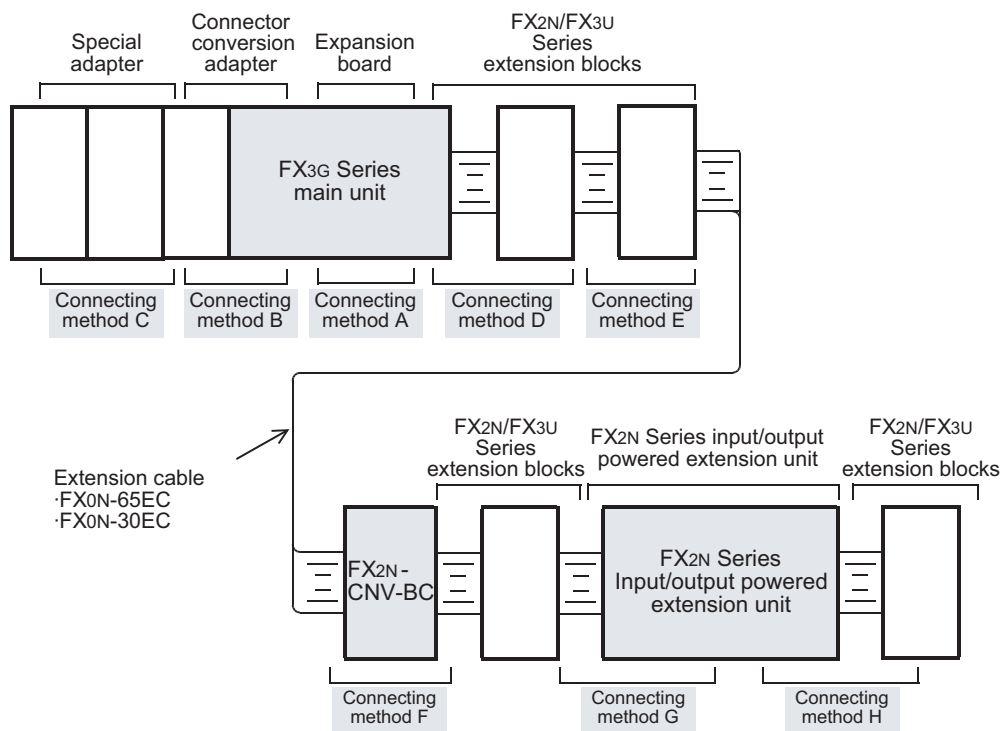 Special
adapter
Connector
conversion
adapter
Expansion
board
FX2N/FX3U
Series
extension blocks
FX3G Series
main unit
Connecting
method C
Connecting
method B
Connecting
method A
Connecting
method D
Connecting
method E
Extension cable
·FX0N-65EC
·FX0N-30EC
FX2N/FX3U
Series
extension blocks
FX2N Series input/output
powered extension unit
FX2N/FX3U
Series
extension blocks
FX2N-
CNV-BC
FX2N Series
Input/output powered
extension unit
Connecting
method F
Connecting
method G
Connecting
method H